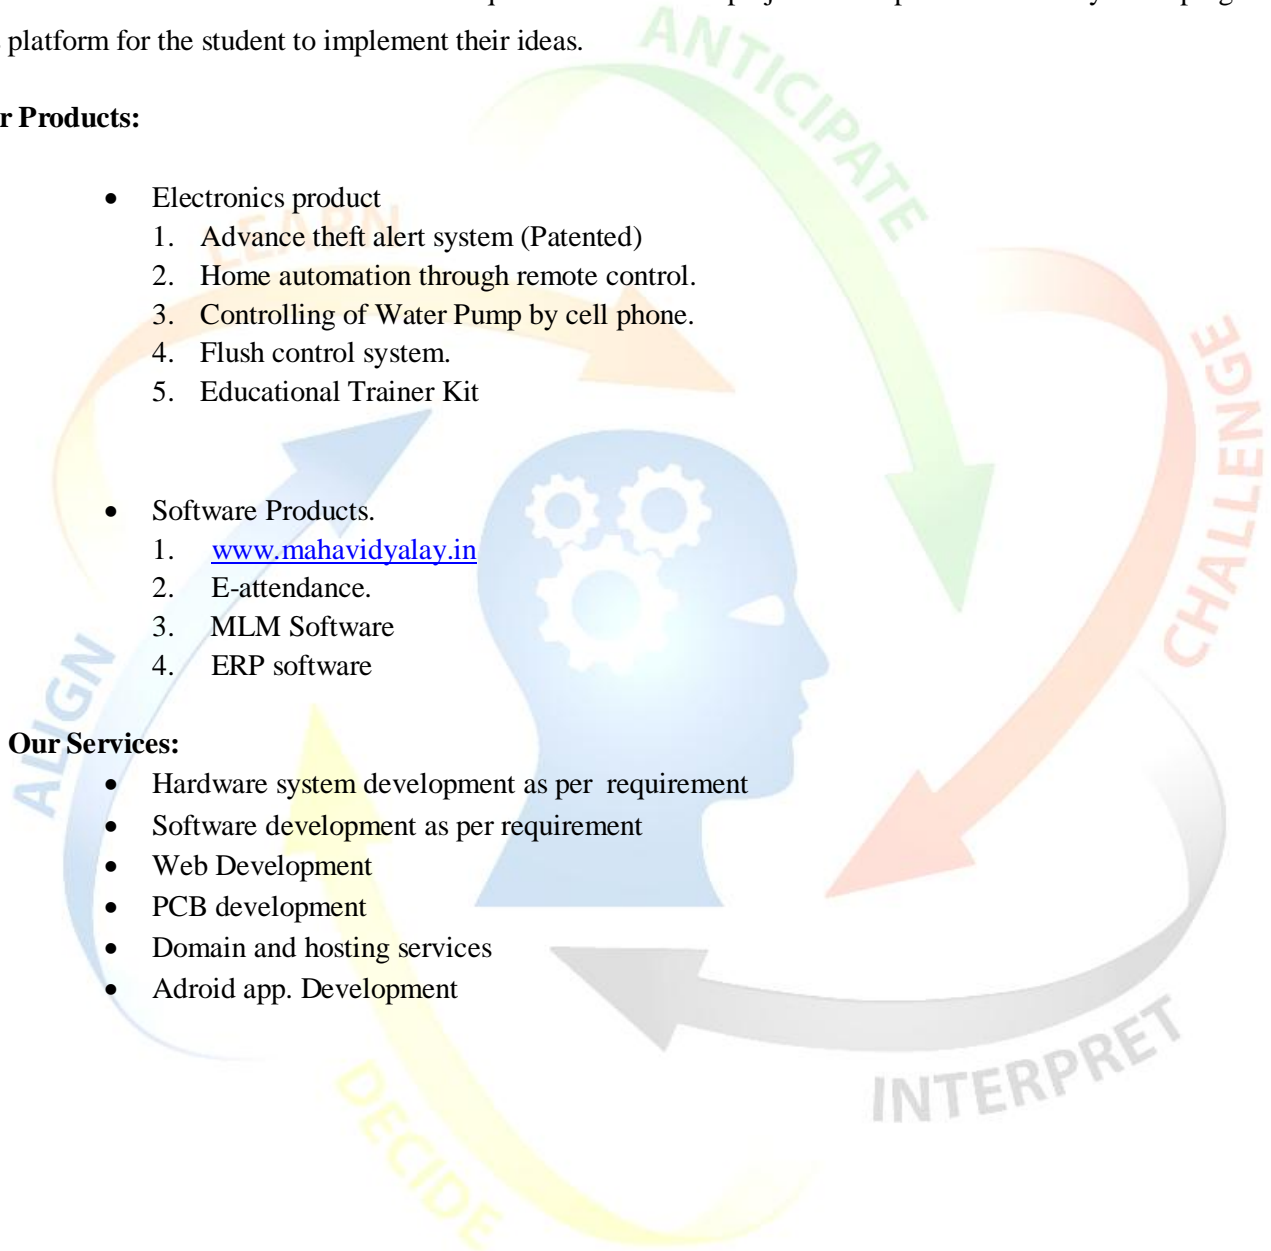 platform for the student to implement their ideas.
r Products:
• Electronics product
1. Advance theft alert system (Patented)
2. Home automation through remote control.
3. Controlling of Water Pump by cell phone.
4. Flush control system.
5. Educational Trainer Kit
• Software Products.
1. www.mahavidyalay.in
2. E-attendance.
3. MLM Software
4. ERP software
Our Services:
• Hardware system development as per requirement
• Software development as per requirement
• Web Development
• PCB development
• Domain and hosting services
• Adroid app. Development
ANTICIPATE
LEARN
CHALLENGE
ALIGN
INTERPRET
DECIDE